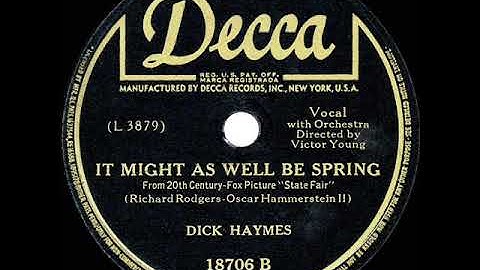 Decca
REG. U.S. PAT. OFF.
MARCA REGISTRADA
MANUFACTURED BY DECCA RECORDS, INC., NEW YORK, U.S.A.
(L 3879)
Vocal
with Orchestra
Directed by
Victor Young
IT MIGHT AS WELL BE SPRING
From 20th Century-Fox Picture "State Fair"
(Richard Rodgers-Oscar Hammerstein II)
DICK HAYMES
18706 B